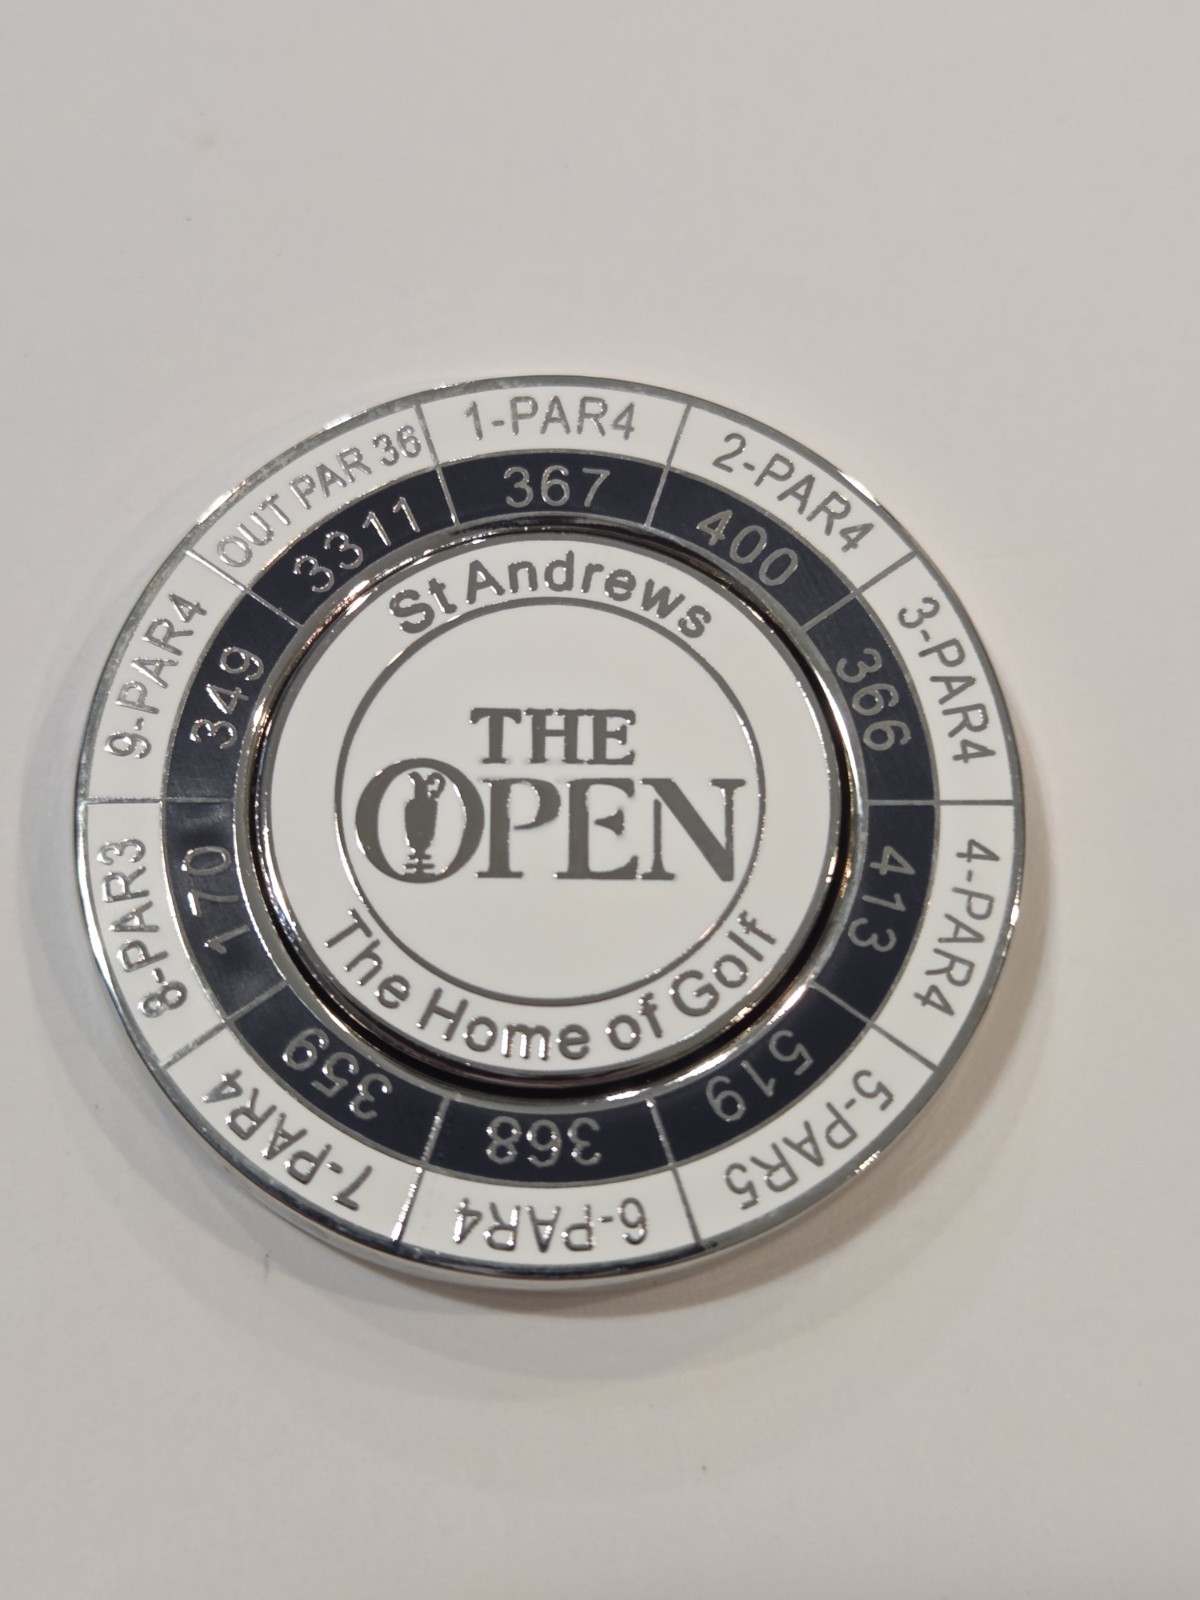 1-PAR4
367
2-PAR4
400
3-PAR4
366
4-PAR4
413
5-PAR5
519
6-PAR4
368
7-PAR4
359
8-PAR3
170
9-PAR4
349
OUT PAR 36
3311
St Andrews
THE
OPEN
The Home of Golf